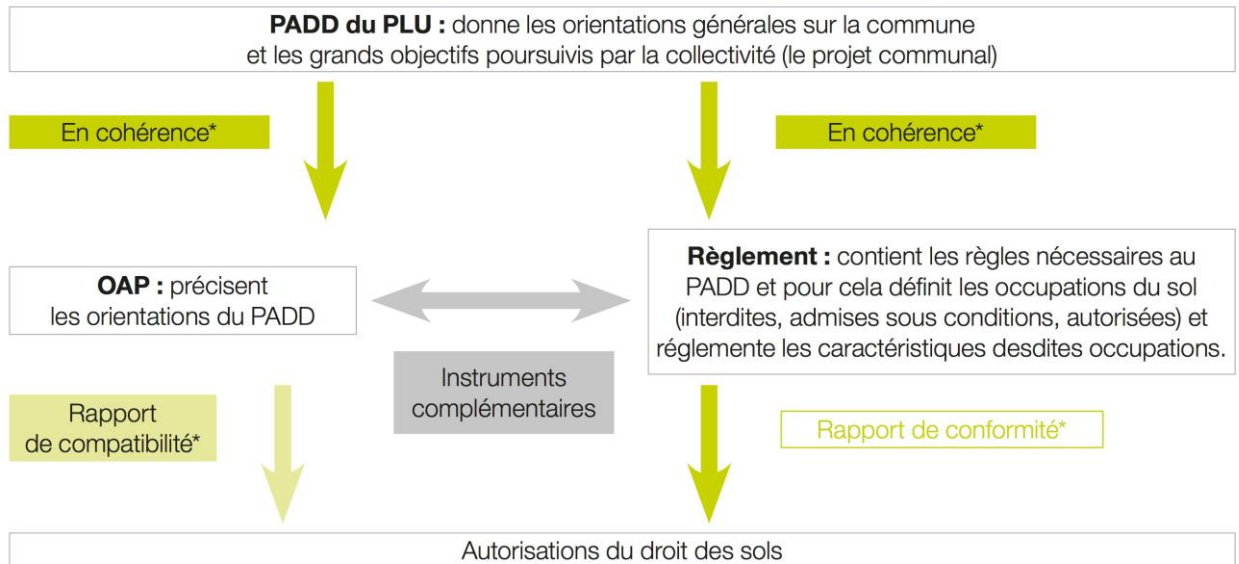 PADD du PLU : donne les orientations générales sur la commune
et les grands objectifs poursuivis par la collectivité (le projet communal)
En cohérence*
En cohérence*
OAP : précisent
les orientations du PADD
Règlement : contient les règles nécessaires au
PADD et pour cela définit les occupations du sol
(interdites, admises sous conditions, autorisées) et
réglemente les caractéristiques desdites occupations.
Instruments
complémentaires
Rapport
de compatibilité*
Rapport de conformité*
Autorisations du droit des sols